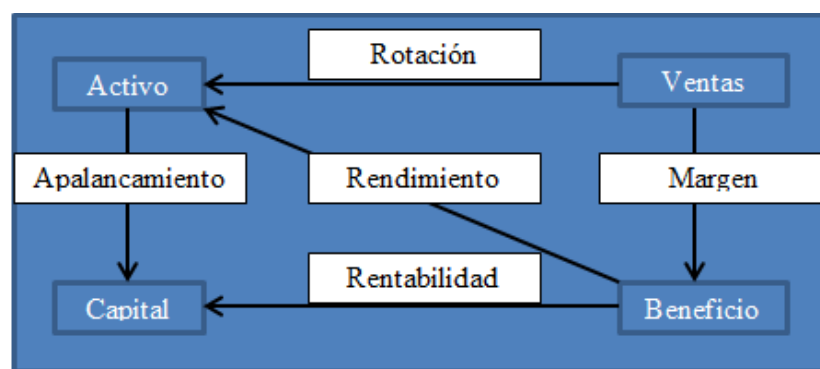 Rotación
Activo
Ventas
Apalancamiento
Rendimiento
Margen
Rentabilidad
Capital
Beneficio